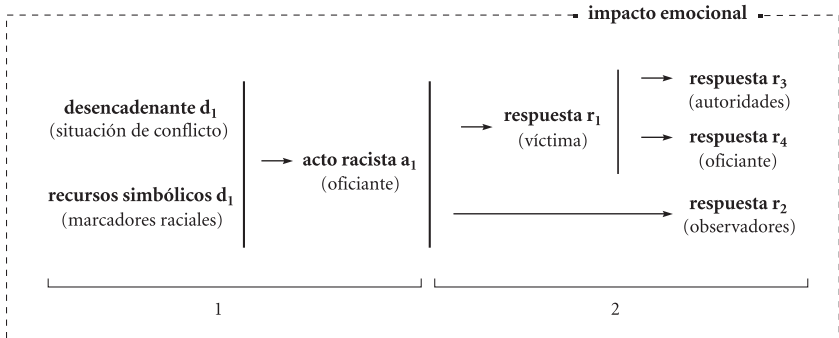 impacto emocional
desencadenante d1
(situación de conflicto)
recursos simbólicos d1
(marcadores raciales)
acto racista a1
(oficiante)
respuesta r1
(víctima)
respuesta r3
(autoridades)
respuesta r4
(oficiante)
respuesta r2
(observadores)
1
2